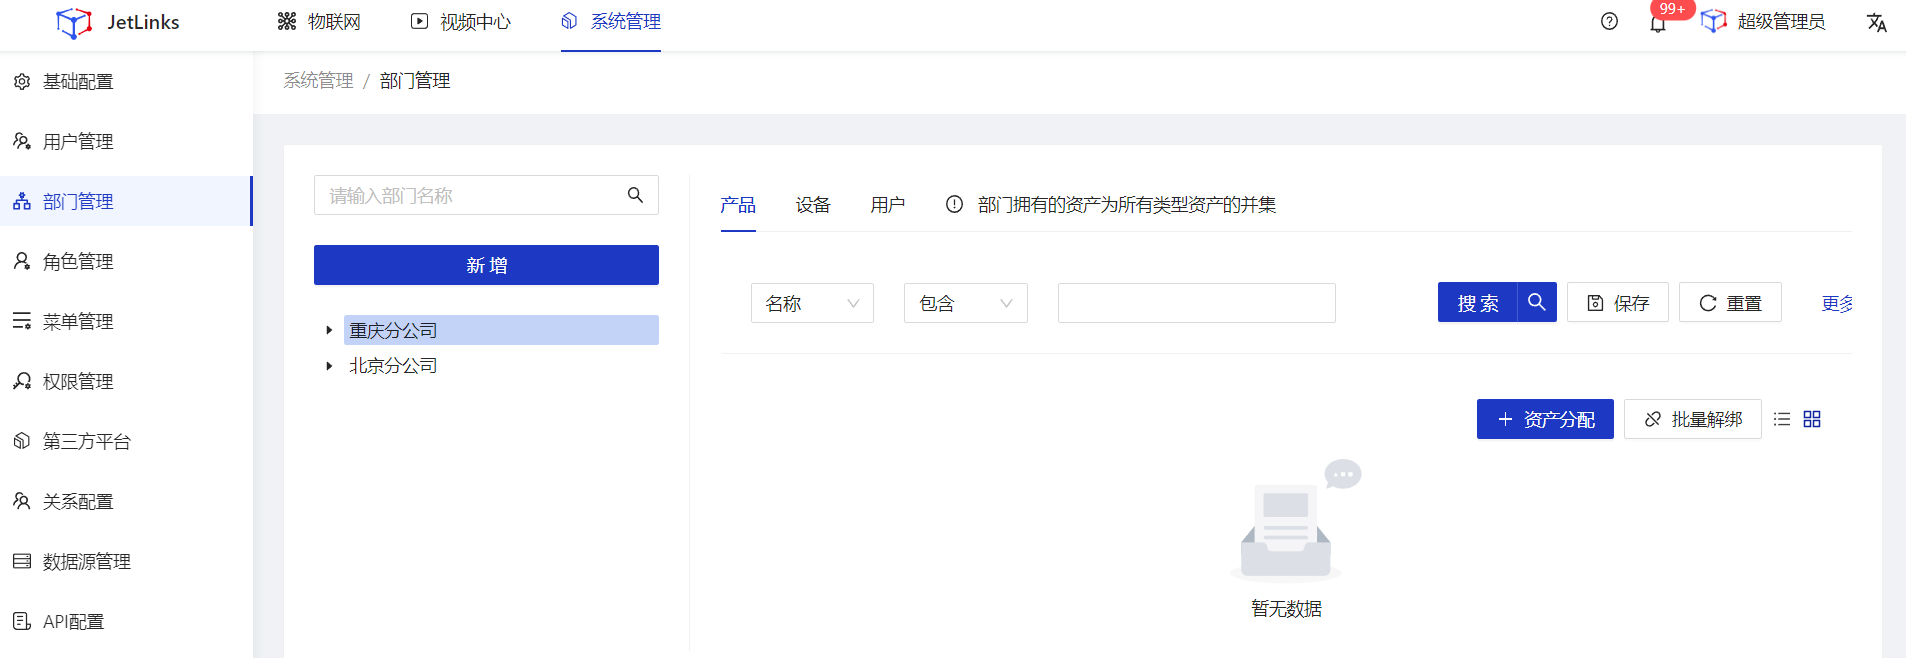 JetLinks
物联网
视频中心
系统管理
99+
超级管理员
基础配置
用户管理
部门管理
角色管理
菜单管理
权限管理
第三方平台
关系配置
数据源管理
API配置
系统管理 / 部门管理
请输入部门名称
新增
重庆分公司
北京分公司
产品 设备 用户 部门拥有的资产为所有类型资产的并集
名称 包含 搜索 保存 重置 更多
资产分配 批量解绑
暂无数据